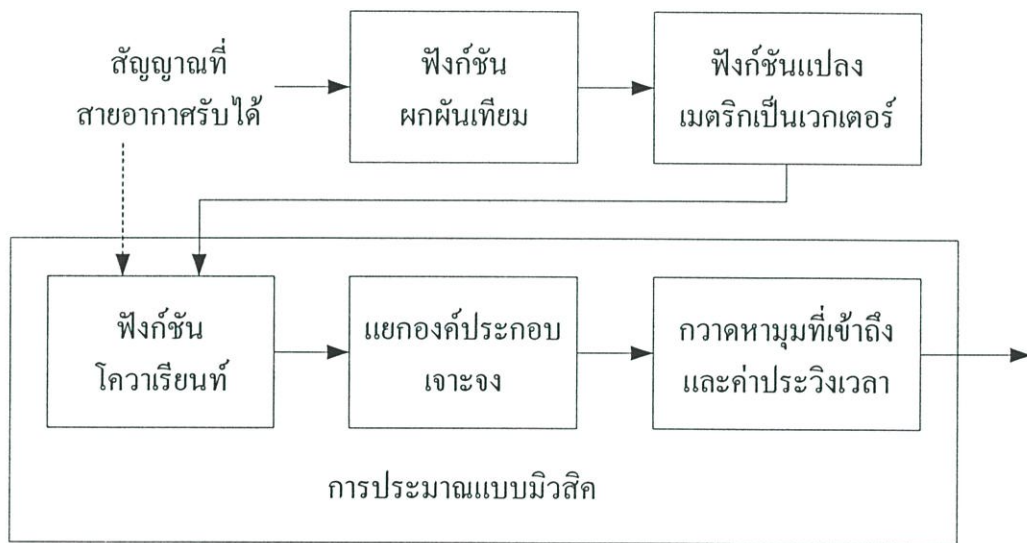 สัญญาณที่
สายอากาศรับได้
ฟังก์ชัน
ผกผันเทียม
ฟังก์ชันแปลง
เมตริกเป็นเวกเตอร์
ฟังก์ชัน
โควาเรียนท์
แยกองค์ประกอบ
เจาะจง
กวาดหามุมที่เข้าถึง
และค่าประวิงเวลา
การประมาณแบบมิวสิค